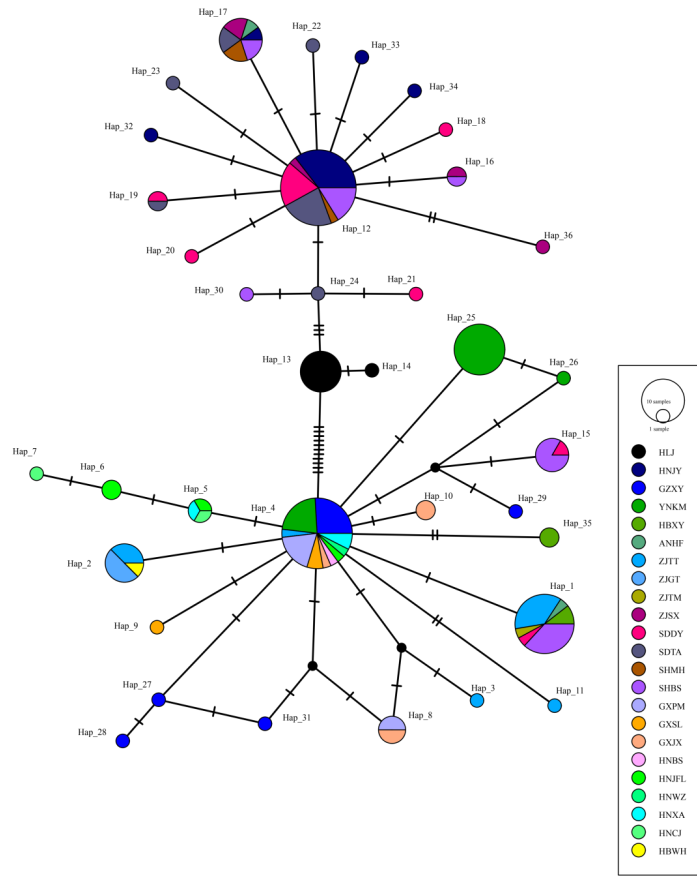 Hap_17
Hap_22
Hap_33
Hap_23
Hap_34
Hap_18
Hap_32
Hap_16
Hap_19
Hap_12
Hap_36
Hap_20
Hap_30
Hap_24
Hap_21
Hap_25
Hap_13
Hap_14
Hap_26
10 samples
1 sample
Hap_15
Hap_7
Hap_6
Hap_5
Hap_4
Hap_10
Hap_29
Hap_35
Hap_2
Hap_1
Hap_9
Hap_27
Hap_31
Hap_28
Hap_8
Hap_3
Hap_11
HLJ
HNJY
GZXY
YNKM
HBXY
ANHF
ZJTT
ZJGT
ZJTM
ZJSX
SDDY
SDTA
SHMH
SHBS
GXPM
GXSL
GXJX
HNBS
HNJFL
HNWZ
HNXA
HNCJ
HBWH